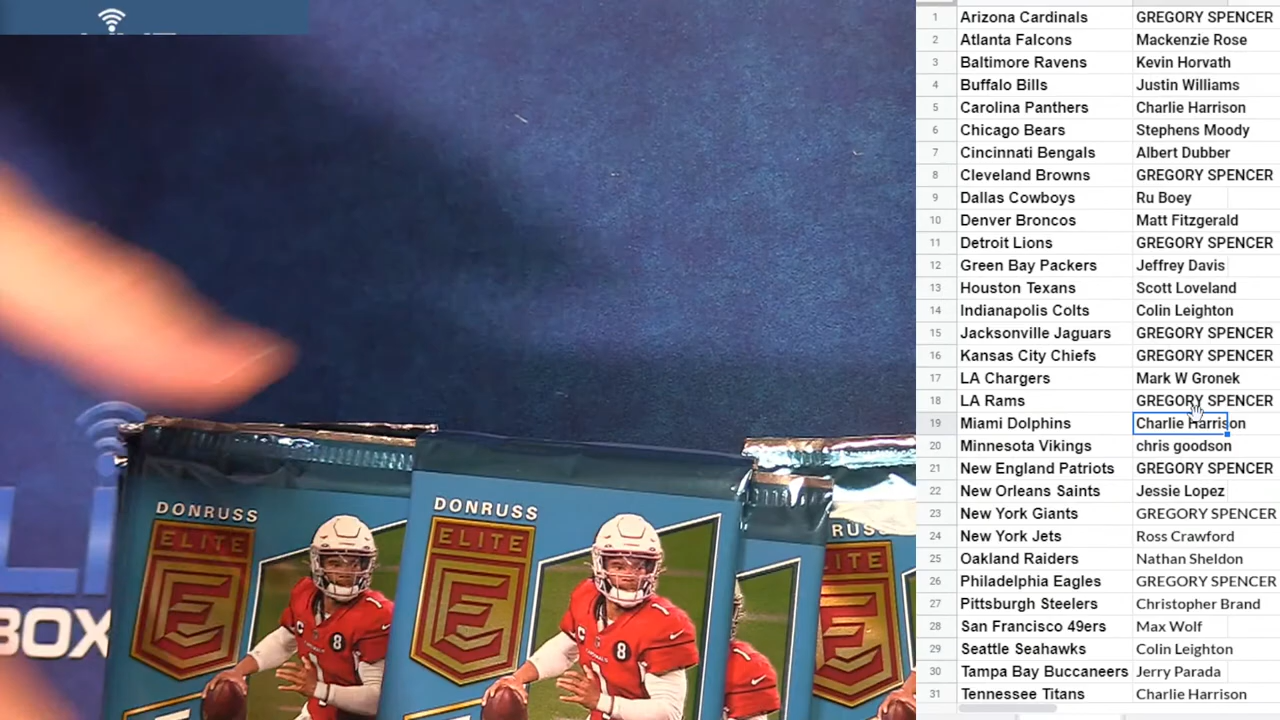 1 Arizona Cardinals GREGORY SPENCER
2 Atlanta Falcons Mackenzie Rose
3 Baltimore Ravens Kevin Horvath
4 Buffalo Bills Justin Williams
5 Carolina Panthers Charlie Harrison
6 Chicago Bears Stephens Moody
7 Cincinnati Bengals Albert Dubber
8 Cleveland Browns GREGORY SPENCER
9 Dallas Cowboys Ru Boey
10 Denver Broncos Matt Fitzgerald
11 Detroit Lions GREGORY SPENCER
12 Green Bay Packers Jeffrey Davis
13 Houston Texans Scott Loveland
14 Indianapolis Colts Colin Leighton
15 Jacksonville Jaguars GREGORY SPENCER
16 Kansas City Chiefs GREGORY SPENCER
17 LA Chargers Mark W Gronek
18 LA Rams GREGORY SPENCER
19 Miami Dolphins Charlie Harrison
20 Minnesota Vikings chris goodson
21 New England Patriots GREGORY SPENCER
22 New Orleans Saints Jessie Lopez
23 New York Giants GREGORY SPENCER
24 New York Jets Ross Crawford
25 Oakland Raiders Nathan Sheldon
26 Philadelphia Eagles GREGORY SPENCER
27 Pittsburgh Steelers Christopher Brand
28 San Francisco 49ers Max Wolf
29 Seattle Seahawks Colin Leighton
30 Tampa Bay Buccaneers Jerry Parada
31 Tennessee Titans Charlie Harrison
DONRUSS
ELITE
E
1
8
DONRUSS
ELITE
E
1
8
RUSS
ITE
BOX